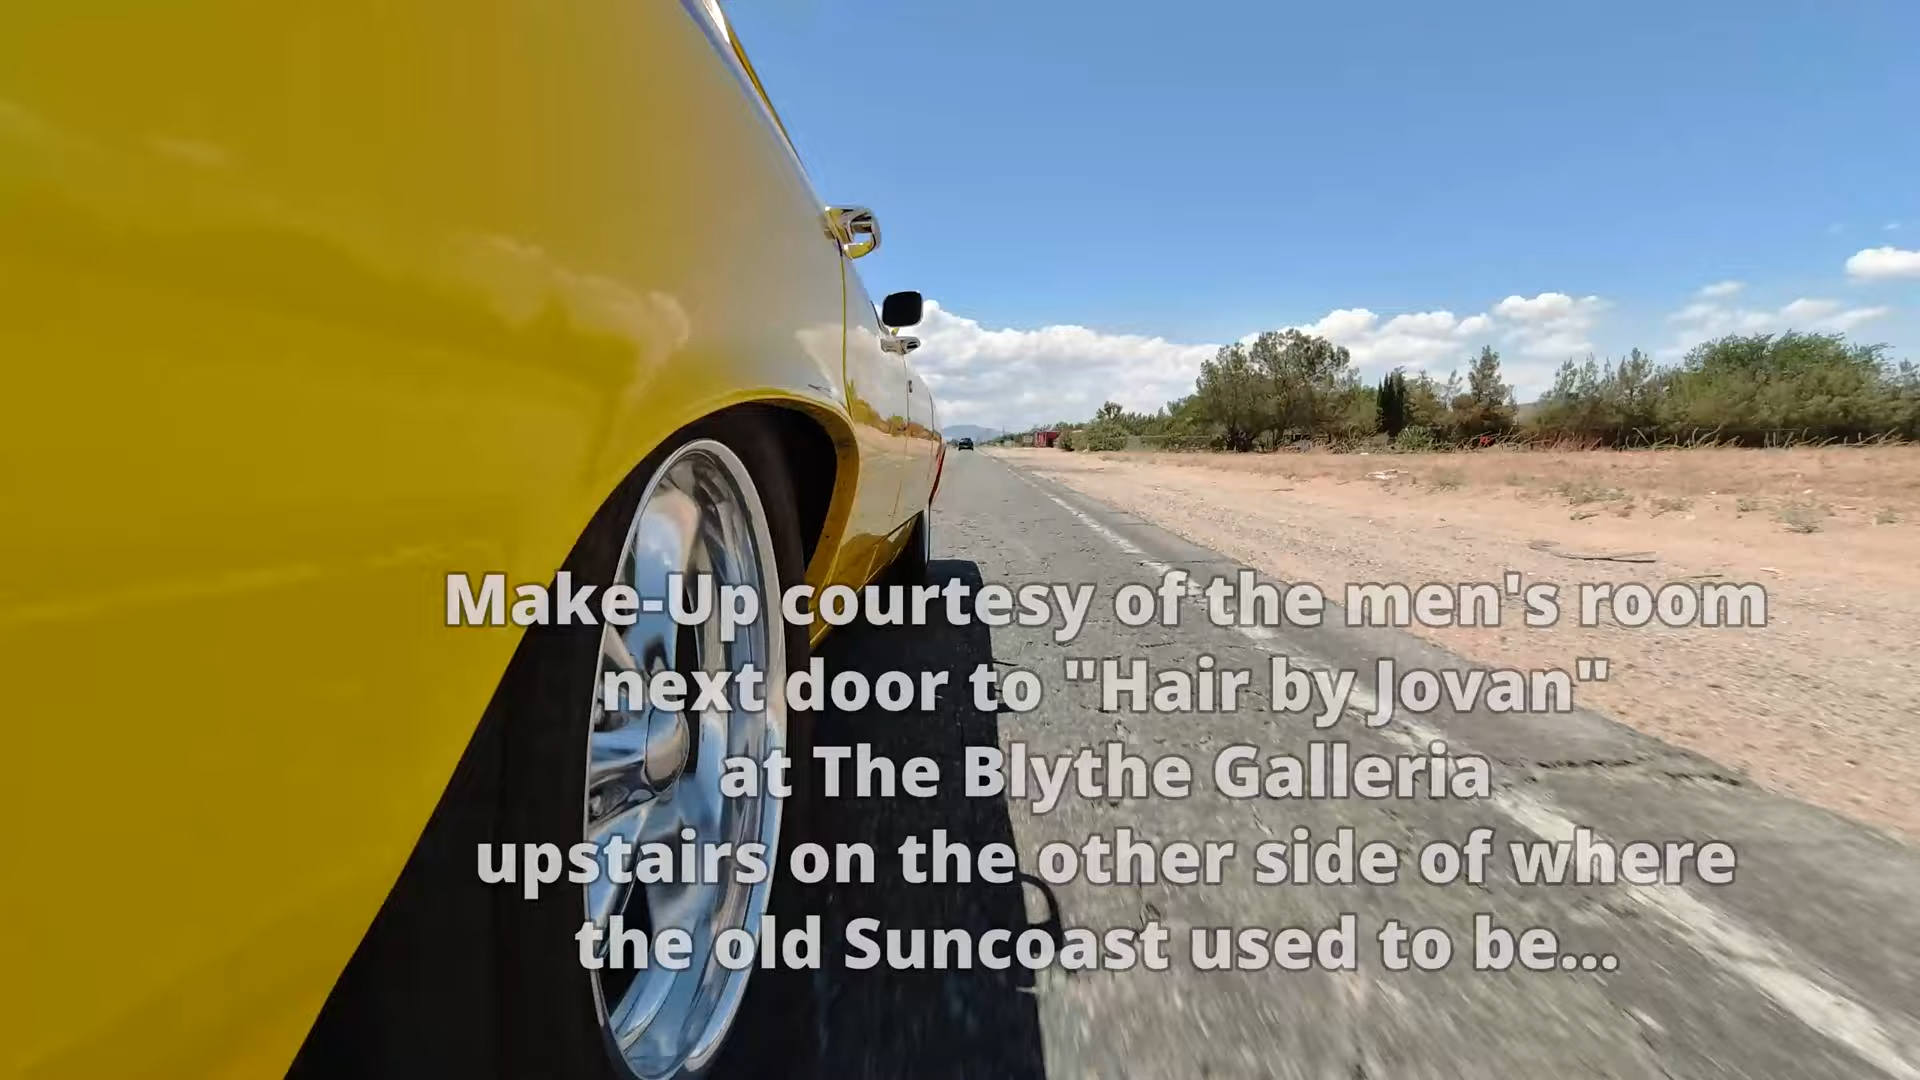 Make-Up courtesy of the men's room
next door to "Hair by Jovan"
at The Blythe Galleria
upstairs on the other side of where
the old Suncoast used to be...